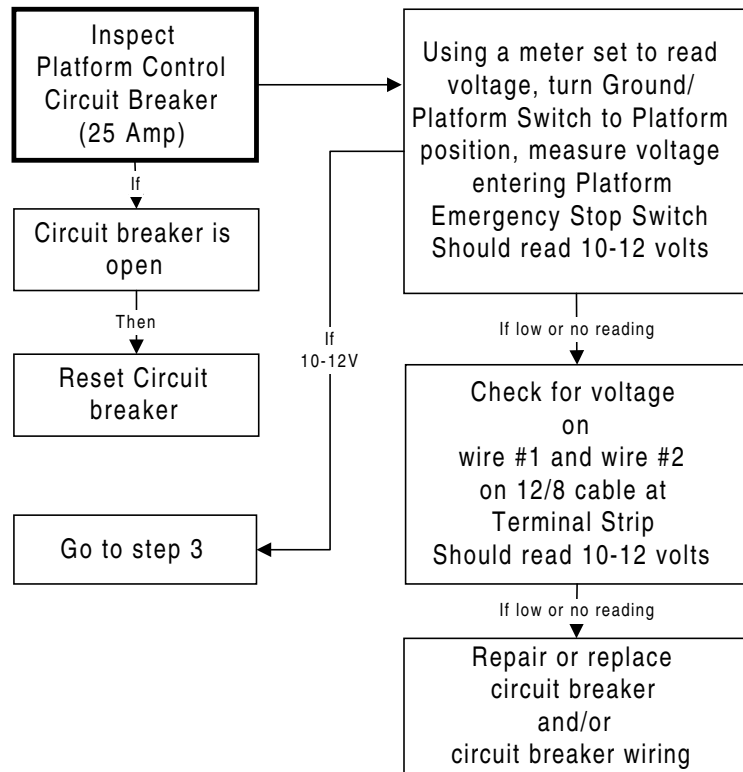 Inspect
Platform Control
Circuit Breaker
(25 Amp)
If
Circuit breaker is
open
Then
Reset Circuit
breaker
Using a meter set to read
voltage, turn Ground/
Platform Switch to Platform
position, measure voltage
entering Platform
Emergency Stop Switch
Should read 10-12 volts
If
10-12V
Go to step 3
If low or no reading
Check for voltage
on
wire #1 and wire #2
on 12/8 cable at
Terminal Strip
Should read 10-12 volts
If low or no reading
Repair or replace
circuit breaker
and/or
circuit breaker wiring